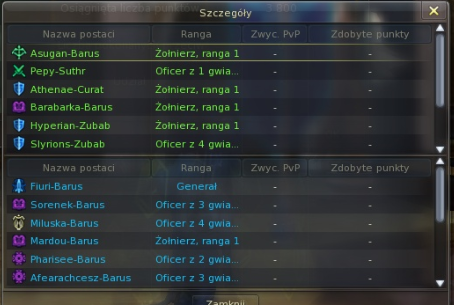 Szczegóły
Nazwa postaci Ranga Zwyc. PvP Zdobyte punkty
Asugan-Barus Żołnierz, ranga 1 - -
Pepy-Suthr Oficer z 1 gwia... - -
Athenae-Curat Żołnierz, ranga 1 - -
Barabarka-Barus Żołnierz, ranga 1 - -
Hyperian-Zubab Żołnierz, ranga 1 - -
Slyrions-Zubab Oficer z 4 gwia... - -
Nazwa postaci Ranga Zwyc. PvP Zdobyte punkty
Fiuri-Barus Generał - -
Sorenek-Barus Oficer z 3 gwia... - -
Miluska-Barus Oficer z 4 gwia... - -
Mardou-Barus Żołnierz, ranga 1 - -
Pharisee-Barus Oficer z 2 gwia... - -
Afearachcesz-Barus Oficer z 3 gwia... - -
Zamknij